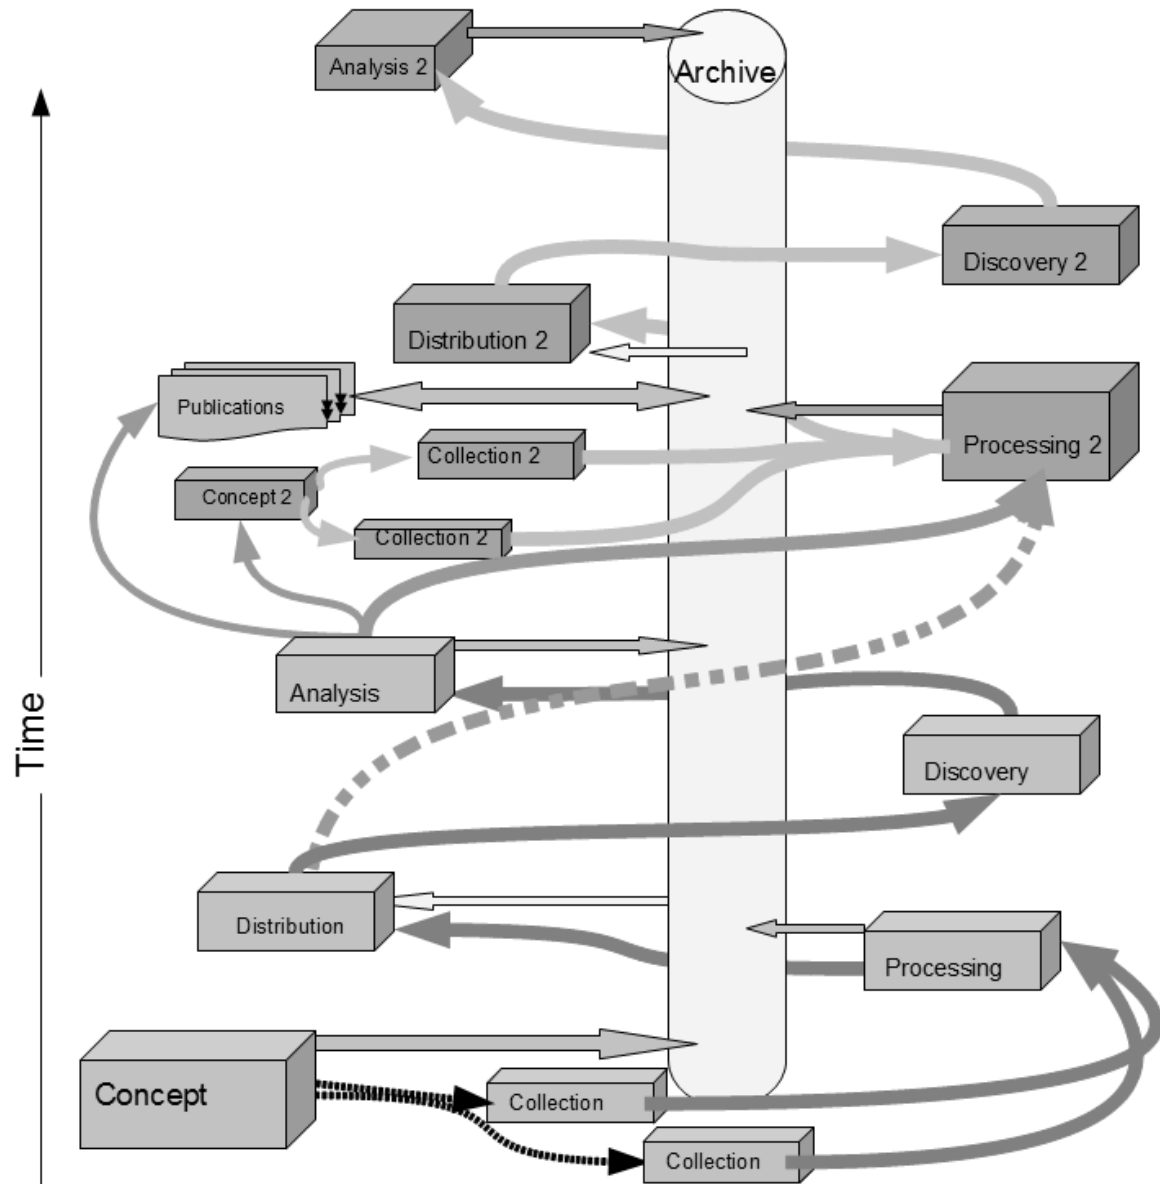 Analysis 2
Archive
Discovery 2
Distribution 2
Publications
Collection 2
Processing 2
Concept 2
Collection 2
Analysis
Time
Discovery
Distribution
Processing
Concept
Collection
Collection